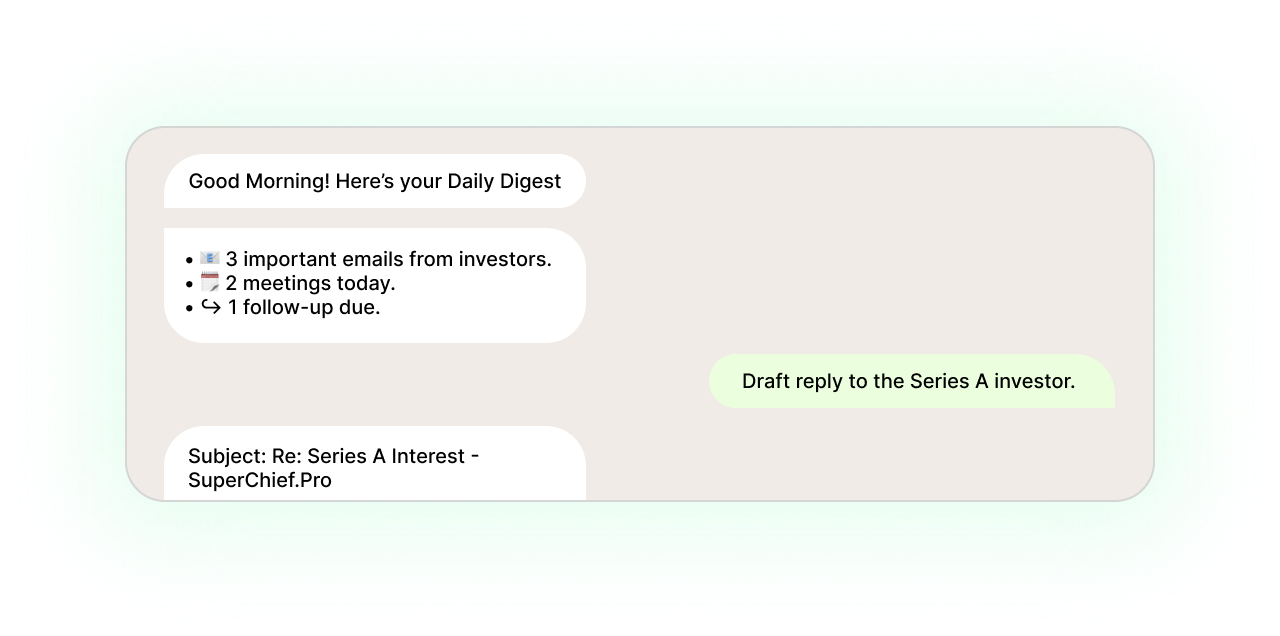 Good Morning! Here’s your Daily Digest
• 📧 3 important emails from investors.
• 🗓️ 2 meetings today.
• ↪ 1 follow-up due.
Draft reply to the Series A investor.
Subject: Re: Series A Interest -
SuperChief.Pro